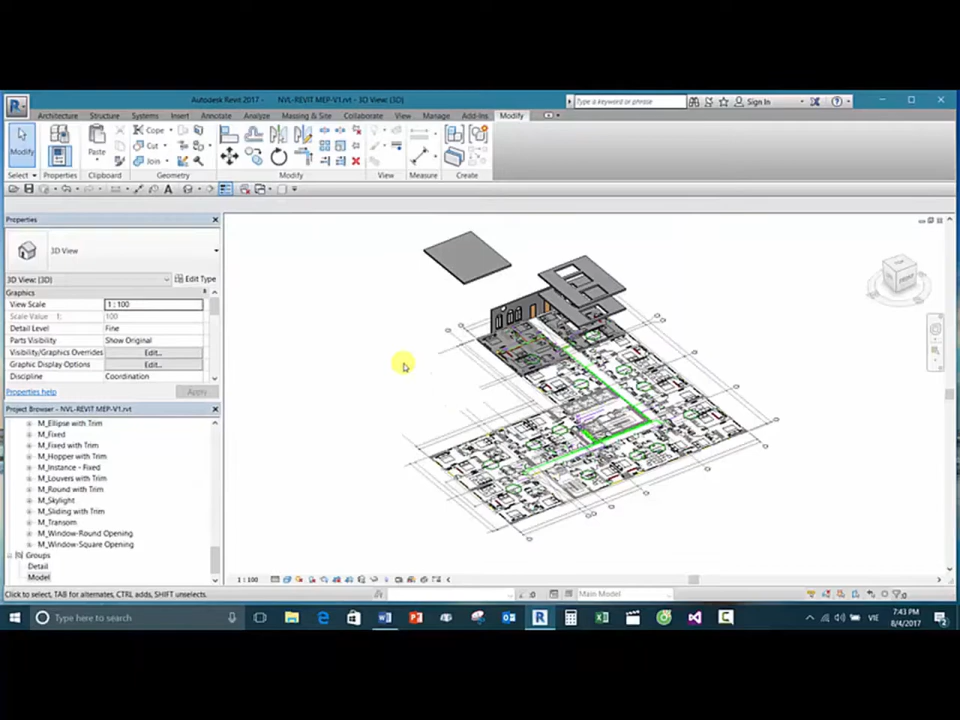 Autodesk Revit 2017 - NVL-REVIT MEP-V1.rvt - 3D View: {3D}
Type a keyword or phrase
Sign In
Architecture Structure Systems Insert Annotate Analyze Massing & Site Collaborate View Manage Add-Ins Modify
Modify Paste Cope
Cut
Join
Select Properties Clipboard Geometry Modify View Measure Create
Properties
3D View
3D View: {3D} Edit Type
Graphics
View Scale 1 : 100
Scale Value 1: 100
Detail Level Fine
Parts Visibility Show Original
Visibility/Graphics Overrides Edit...
Graphic Display Options Edit...
Discipline Coordination
Properties help Apply
Project Browser - NVL-REVIT MEP-V1.rvt
M_Ellipse with Trim
M_Fixed
M_Fixed with Trim
M_Hopper with Trim
M_Instance - Fixed
M_Louvers with Trim
M_Round with Trim
M_Skylight
M_Sliding with Trim
M_Transom
M_Window-Round Opening
M_Window-Square Opening
Groups
Detail
Model
1 : 100
Click to select, TAB for alternates, CTRL adds, SHIFT unselects.
:0
Main Model
:0
Type here to search
VIE
7:43 PM
8/4/2017